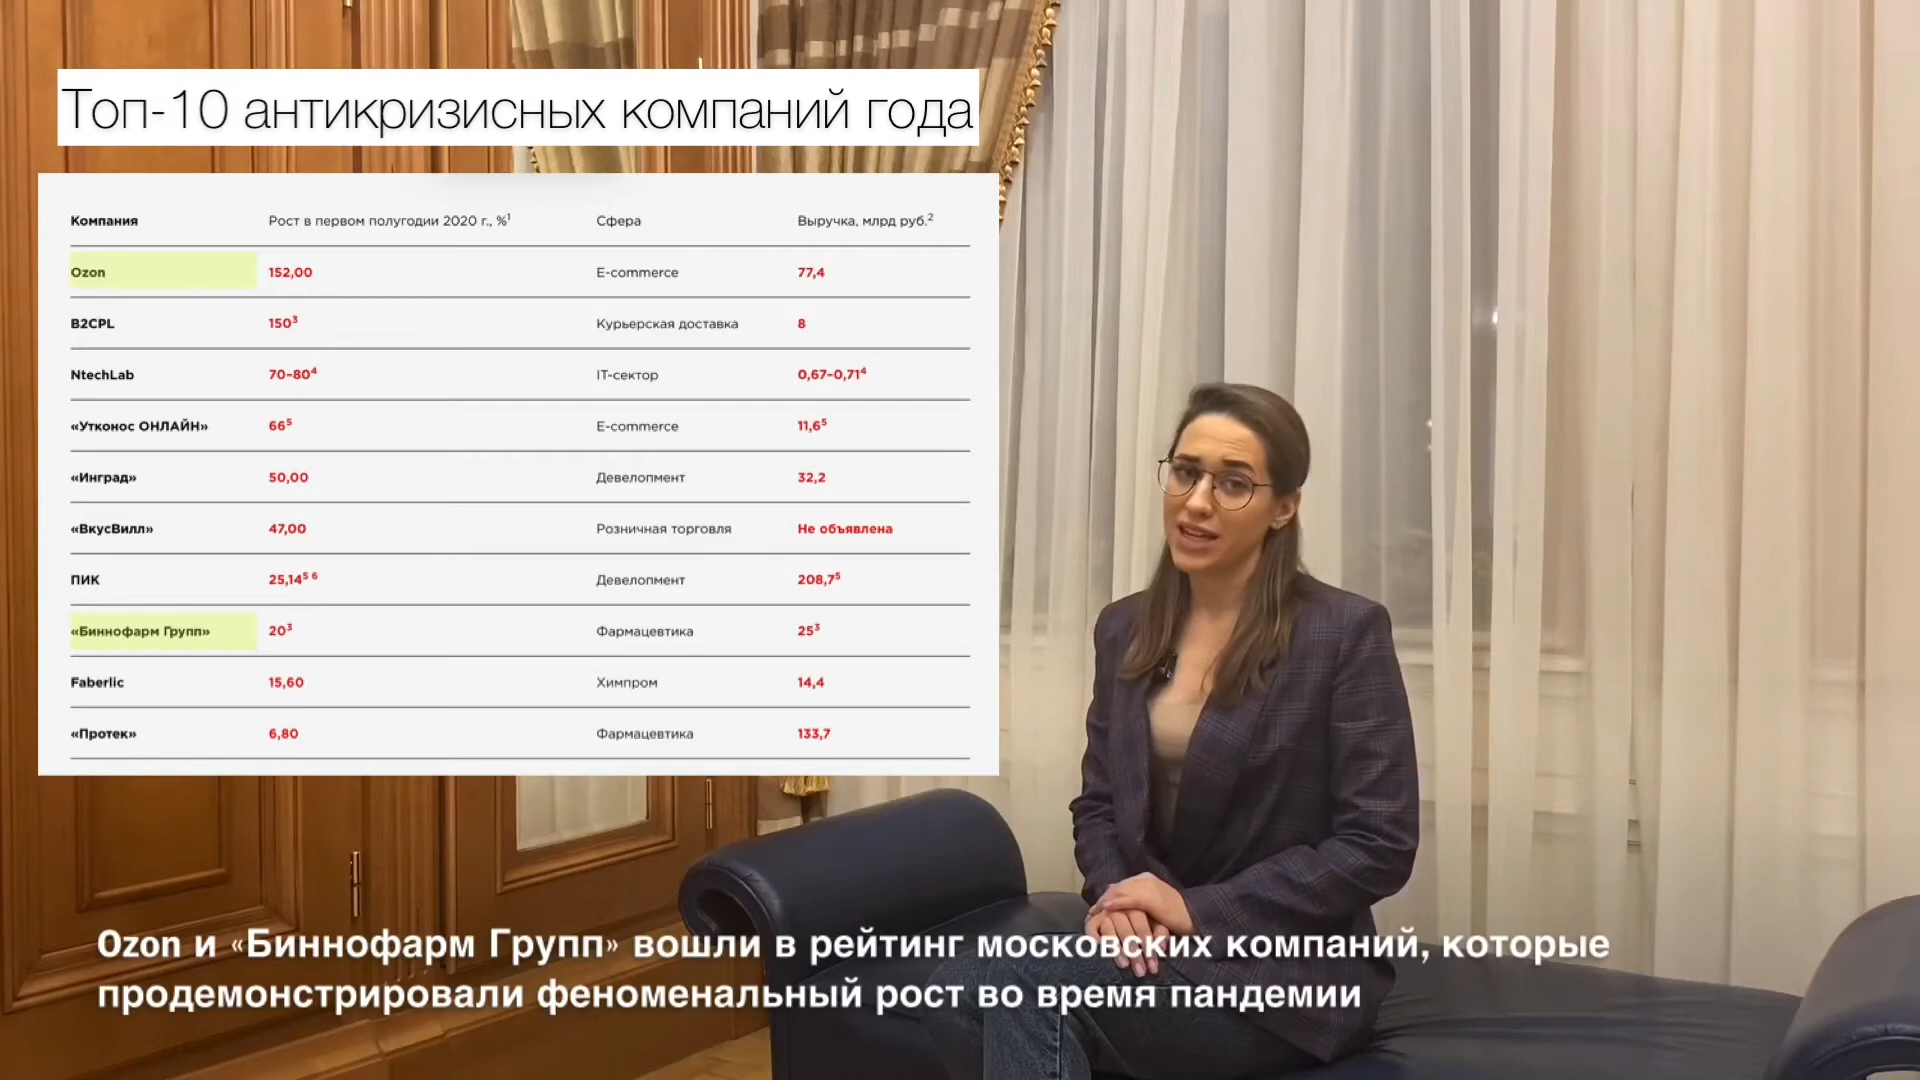 Топ-10 антикризисных компаний года
Компания Рост в первом полугодии 2020 г., %¹ Сфера Выручка, млрд руб.²
Ozon 152,00 E-commerce 77,4
B2CPL 150³ Курьерская доставка 8
NtechLab 70–80⁴ IT-сектор 0,67–0,71⁴
«Утконос ОНЛАЙН» 66⁵ E-commerce 11,6⁵
«Инград» 50,00 Девелопмент 32,2
«ВкусВилл» 47,00 Розничная торговля Не объявлена
ПИК 25,14⁵ ⁶ Девелопмент 208,7⁵
«Биннофарм Групп» 20³ Фармацевтика 25³
Faberlic 15,60 Химпром 14,4
«Протек» 6,80 Фармацевтика 133,7
Ozon и «Биннофарм Групп» вошли в рейтинг московских компаний, которые
продемонстрировали феноменальный рост во время пандемии